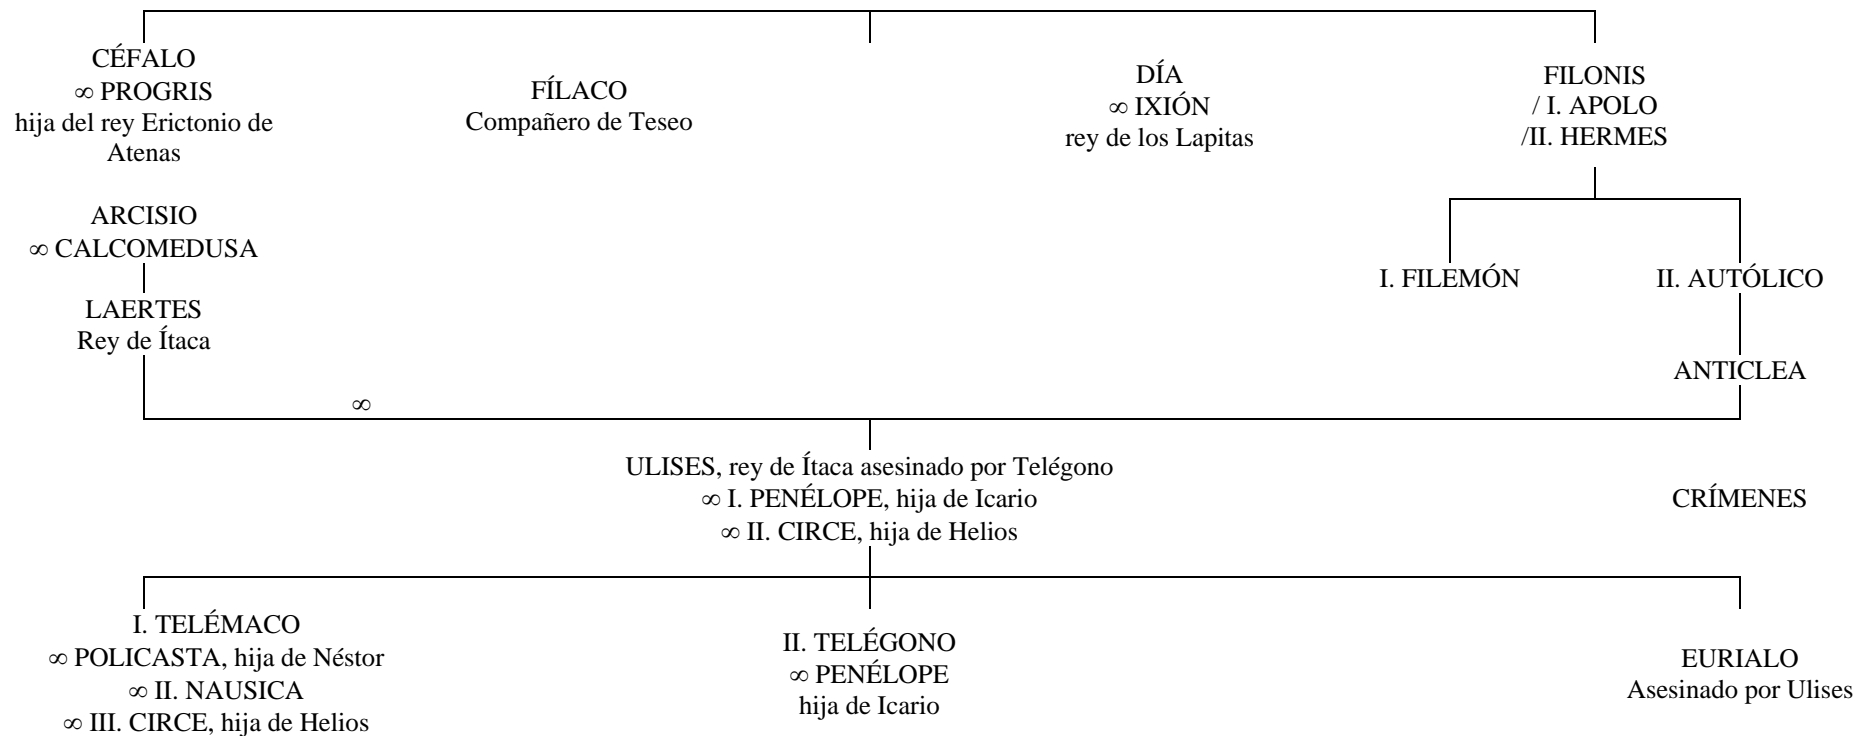 CÉFALO
∞ PROGRIS
hija del rey Erictonio de
Atenas
FÍLACO
Compañero de Teseo
DÍA
∞ IXIÓN
rey de los Lapitas
FILONIS
/ I. APOLO
/II. HERMES
ARCISIO
∞ CALCOMEDUSA
I. FILEMÓN
II. AUTÓLICO
LAERTES
Rey de Ítaca
ANTICLEA
∞
ULISES, rey de Ítaca asesinado por Telégono
∞ I. PENÉLOPE, hija de Icario
∞ II. CIRCE, hija de Helios
CRÍMENES
I. TELÉMACO
∞ POLICASTA, hija de Néstor
∞ II. NAUSICA
∞ III. CIRCE, hija de Helios
II. TELÉGONO
∞ PENÉLOPE
hija de Icario
EURIALO
Asesinado por Ulises